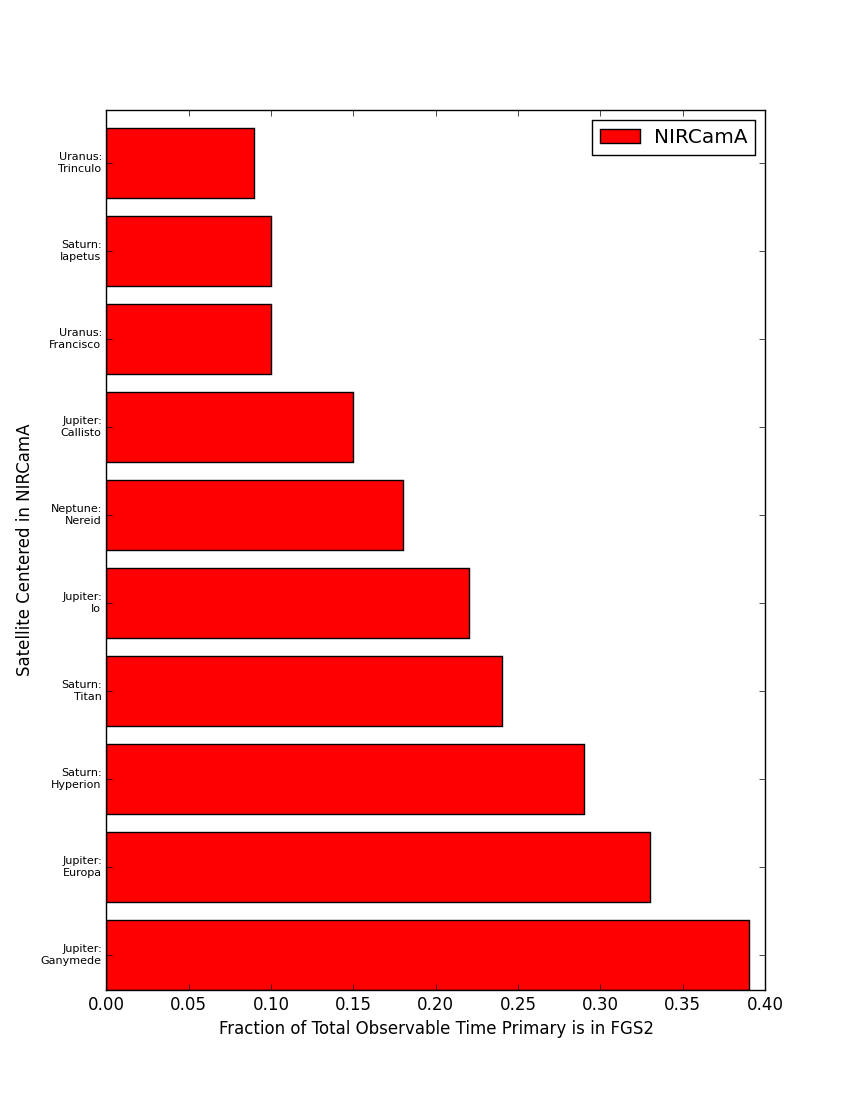 NIRCamA
Uranus:
Trinculo
Saturn:
Iapetus
Uranus:
Francisco
Jupiter:
Callisto
Neptune:
Nereid
Jupiter:
Io
Saturn:
Titan
Saturn:
Hyperion
Jupiter:
Europa
Jupiter:
Ganymede
Satellite Centered in NIRCamA
0.00 0.05 0.10 0.15 0.20 0.25 0.30 0.35 0.40
Fraction of Total Observable Time Primary is in FGS2